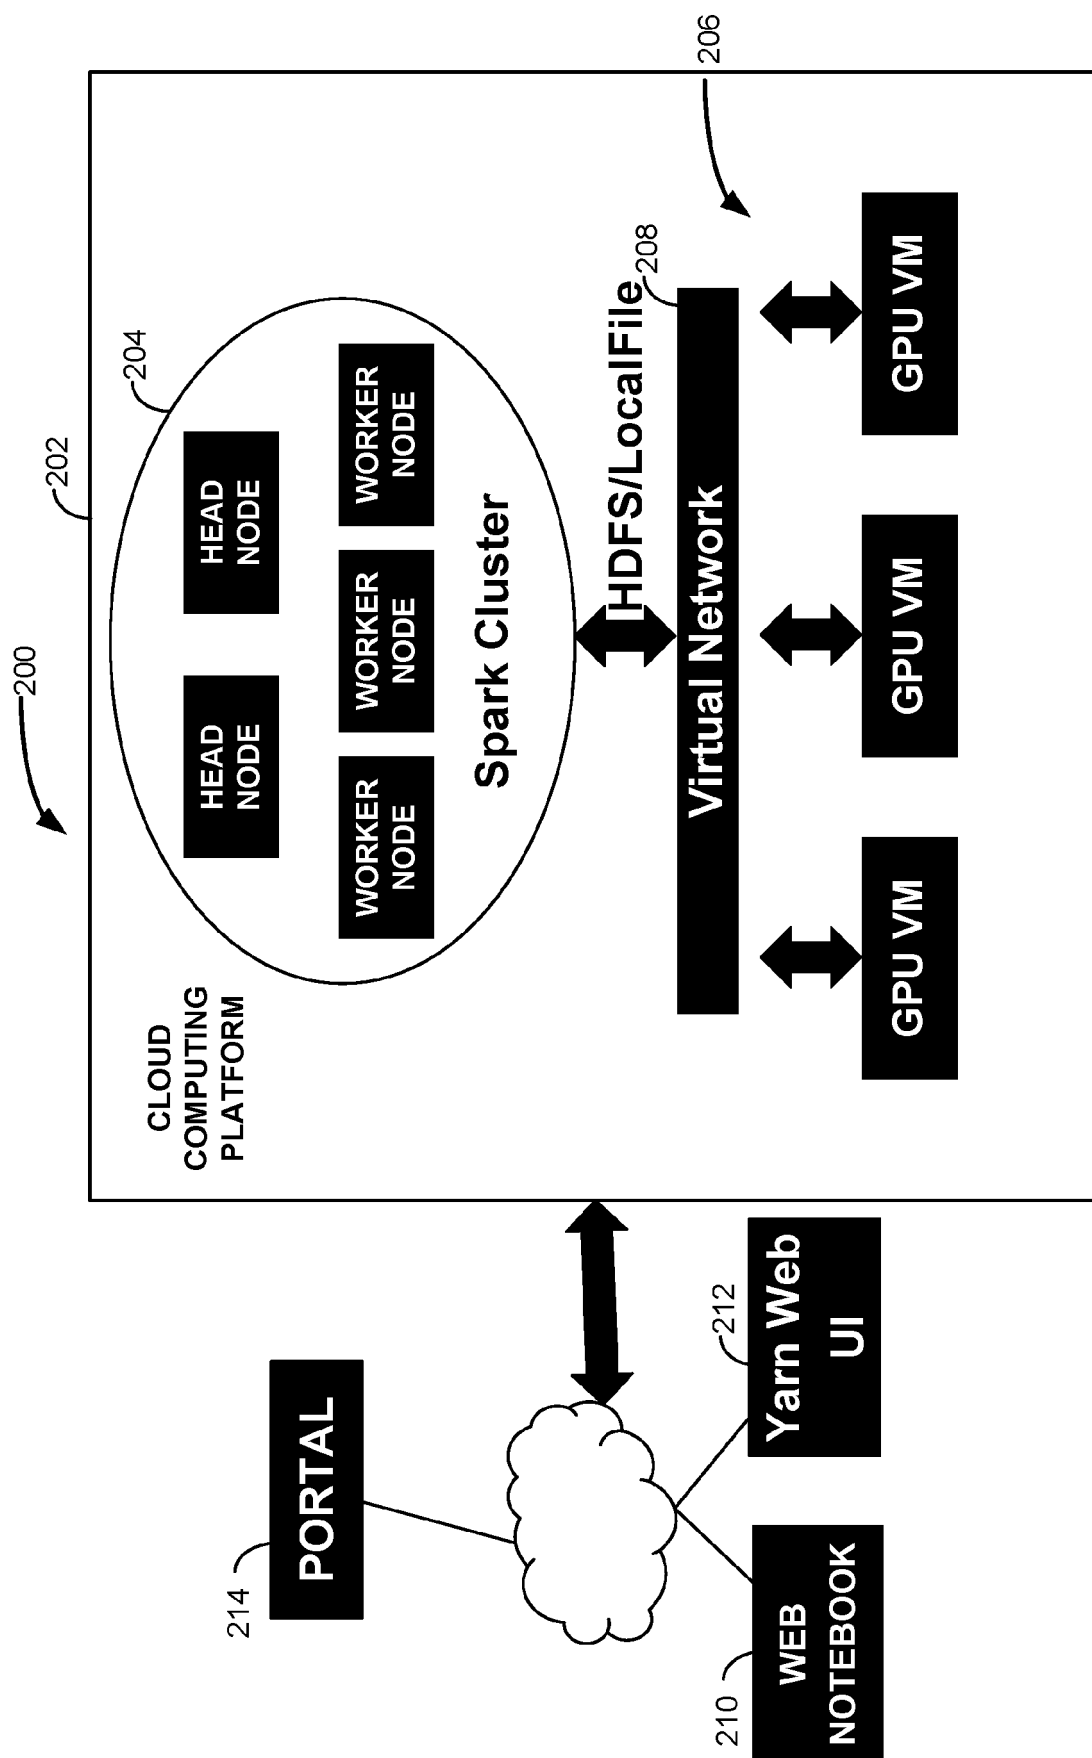 200
202
204
206
CLOUD
COMPUTING
PLATFORM
HEAD
NODE
HEAD
NODE
WORKER
NODE
WORKER
NODE
WORKER
NODE
Spark Cluster
HDFS/LocalFile
208
Virtual Network
GPU VM
GPU VM
GPU VM
214
PORTAL
210
WEB
NOTEBOOK
212
Yarn Web
UI